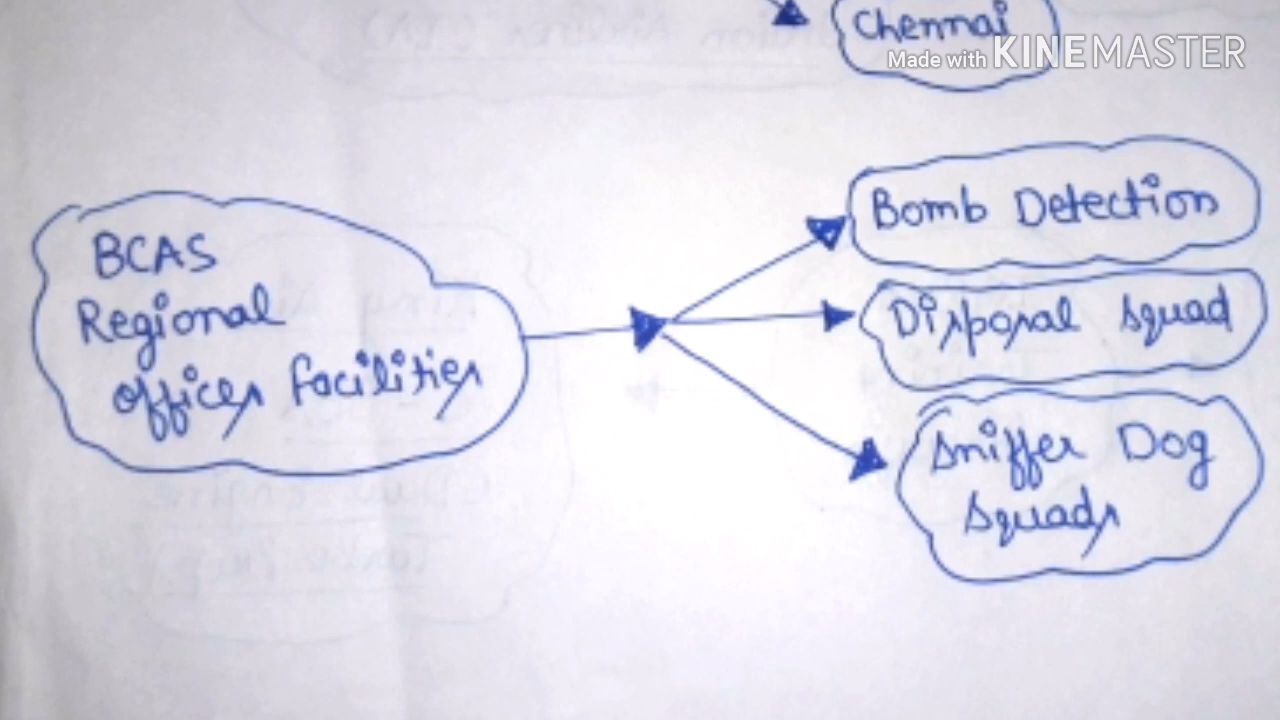 Chennai
Made with KINEMASTER
BCAS
Regional
offices facilities
Bomb Detection
Disposal squad
sniffer Dog
squads